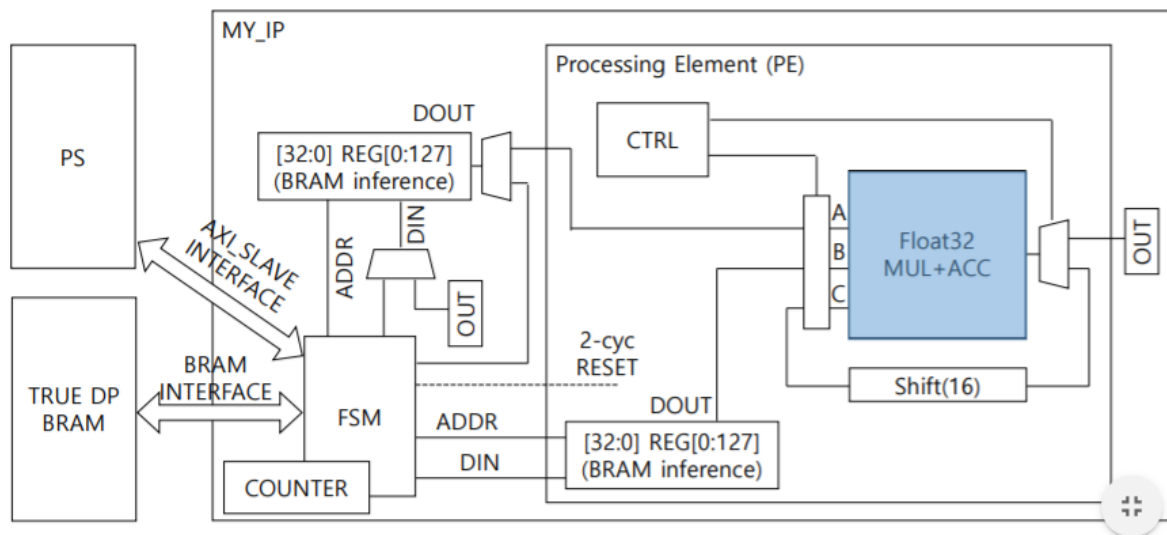 MY_IP
PS
TRUE DP
BRAM
AXI_SLAVE
INTERFACE
BRAM
INTERFACE
DOUT
[32:0] REG[0:127]
(BRAM inference)
ADDR
DIN
OUT
FSM
COUNTER
2-cyc
RESET
ADDR
DIN
Processing Element (PE)
CTRL
A
B
C
Float32
MUL+ACC
OUT
Shift(16)
DOUT
[32:0] REG[0:127]
(BRAM inference)